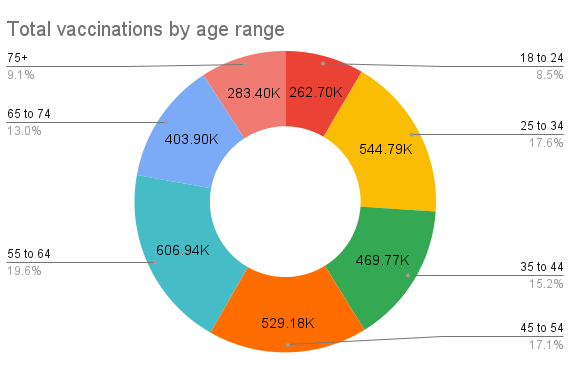 Total vaccinations by age range
75+
9.1%
18 to 24
8.5%
283.40K
262.70K
65 to 74
13.0%
403.90K
25 to 34
17.6%
544.79K
55 to 64
19.6%
606.94K
35 to 44
15.2%
469.77K
529.18K
45 to 54
17.1%